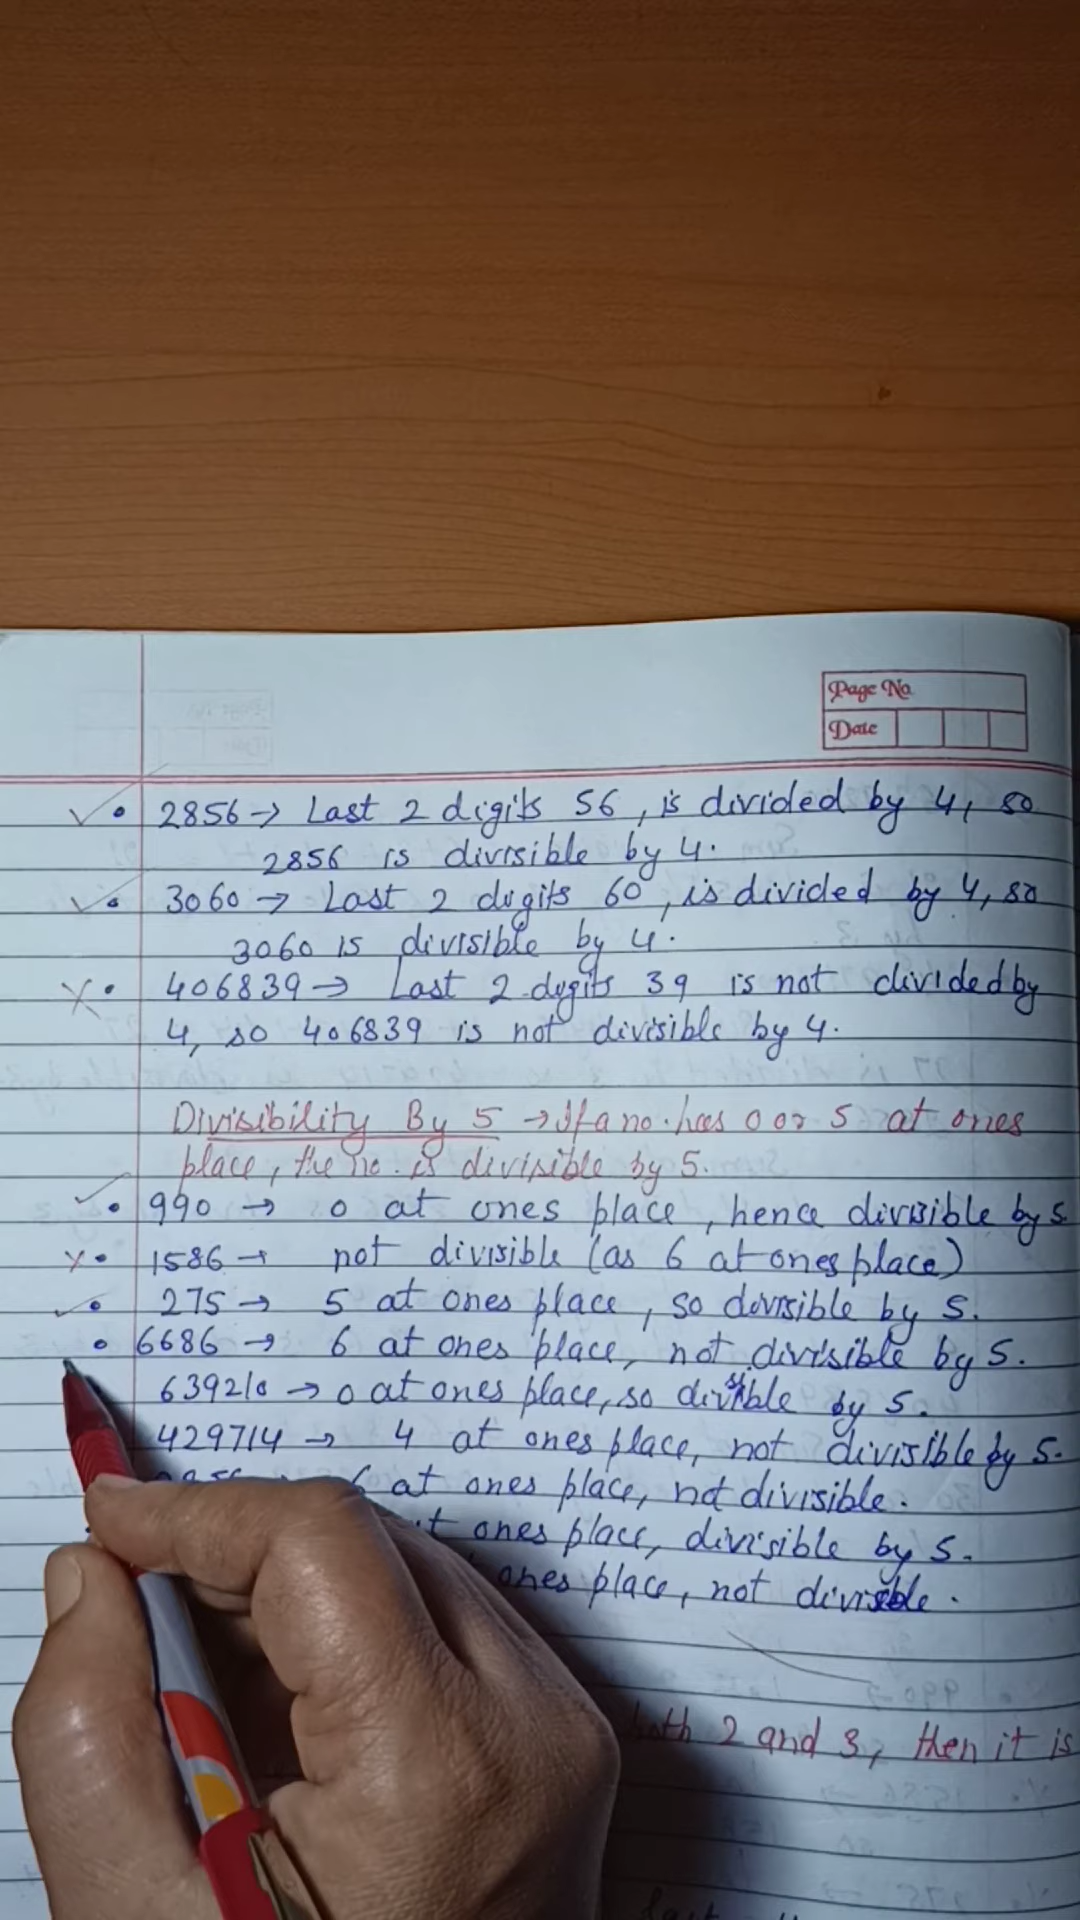 Page No.
Date
✓ • 2856 → Last 2 digits 56, is divided by 4, so
2856 is divisible by 4.
✓ • 3060 → Last 2 digits 60, is divided by 4, so
3060 is divisible by 4.
X • 406839 → Last 2 digits 39 is not divided by
4, so 406839 is not divisible by 4.
Divisibility By 5 → If a no. has 0 or 5 at ones
place, the no. is divisible by 5.
✓ • 990 → 0 at ones place, hence divisible by 5
X • 1586 → not divisible (as 6 at ones place)
✓ • 275 → 5 at ones place, so divisible by 5.
• 6686 → 6 at ones place, not divisible by 5.
639210 → 0 at ones place, so divisible by 5.
429714 → 4 at ones place, not divisible by 5.
6 at ones place, not divisible.
ones place, divisible by 5.
ones place, not divisible.
both 2 and 3, then it is